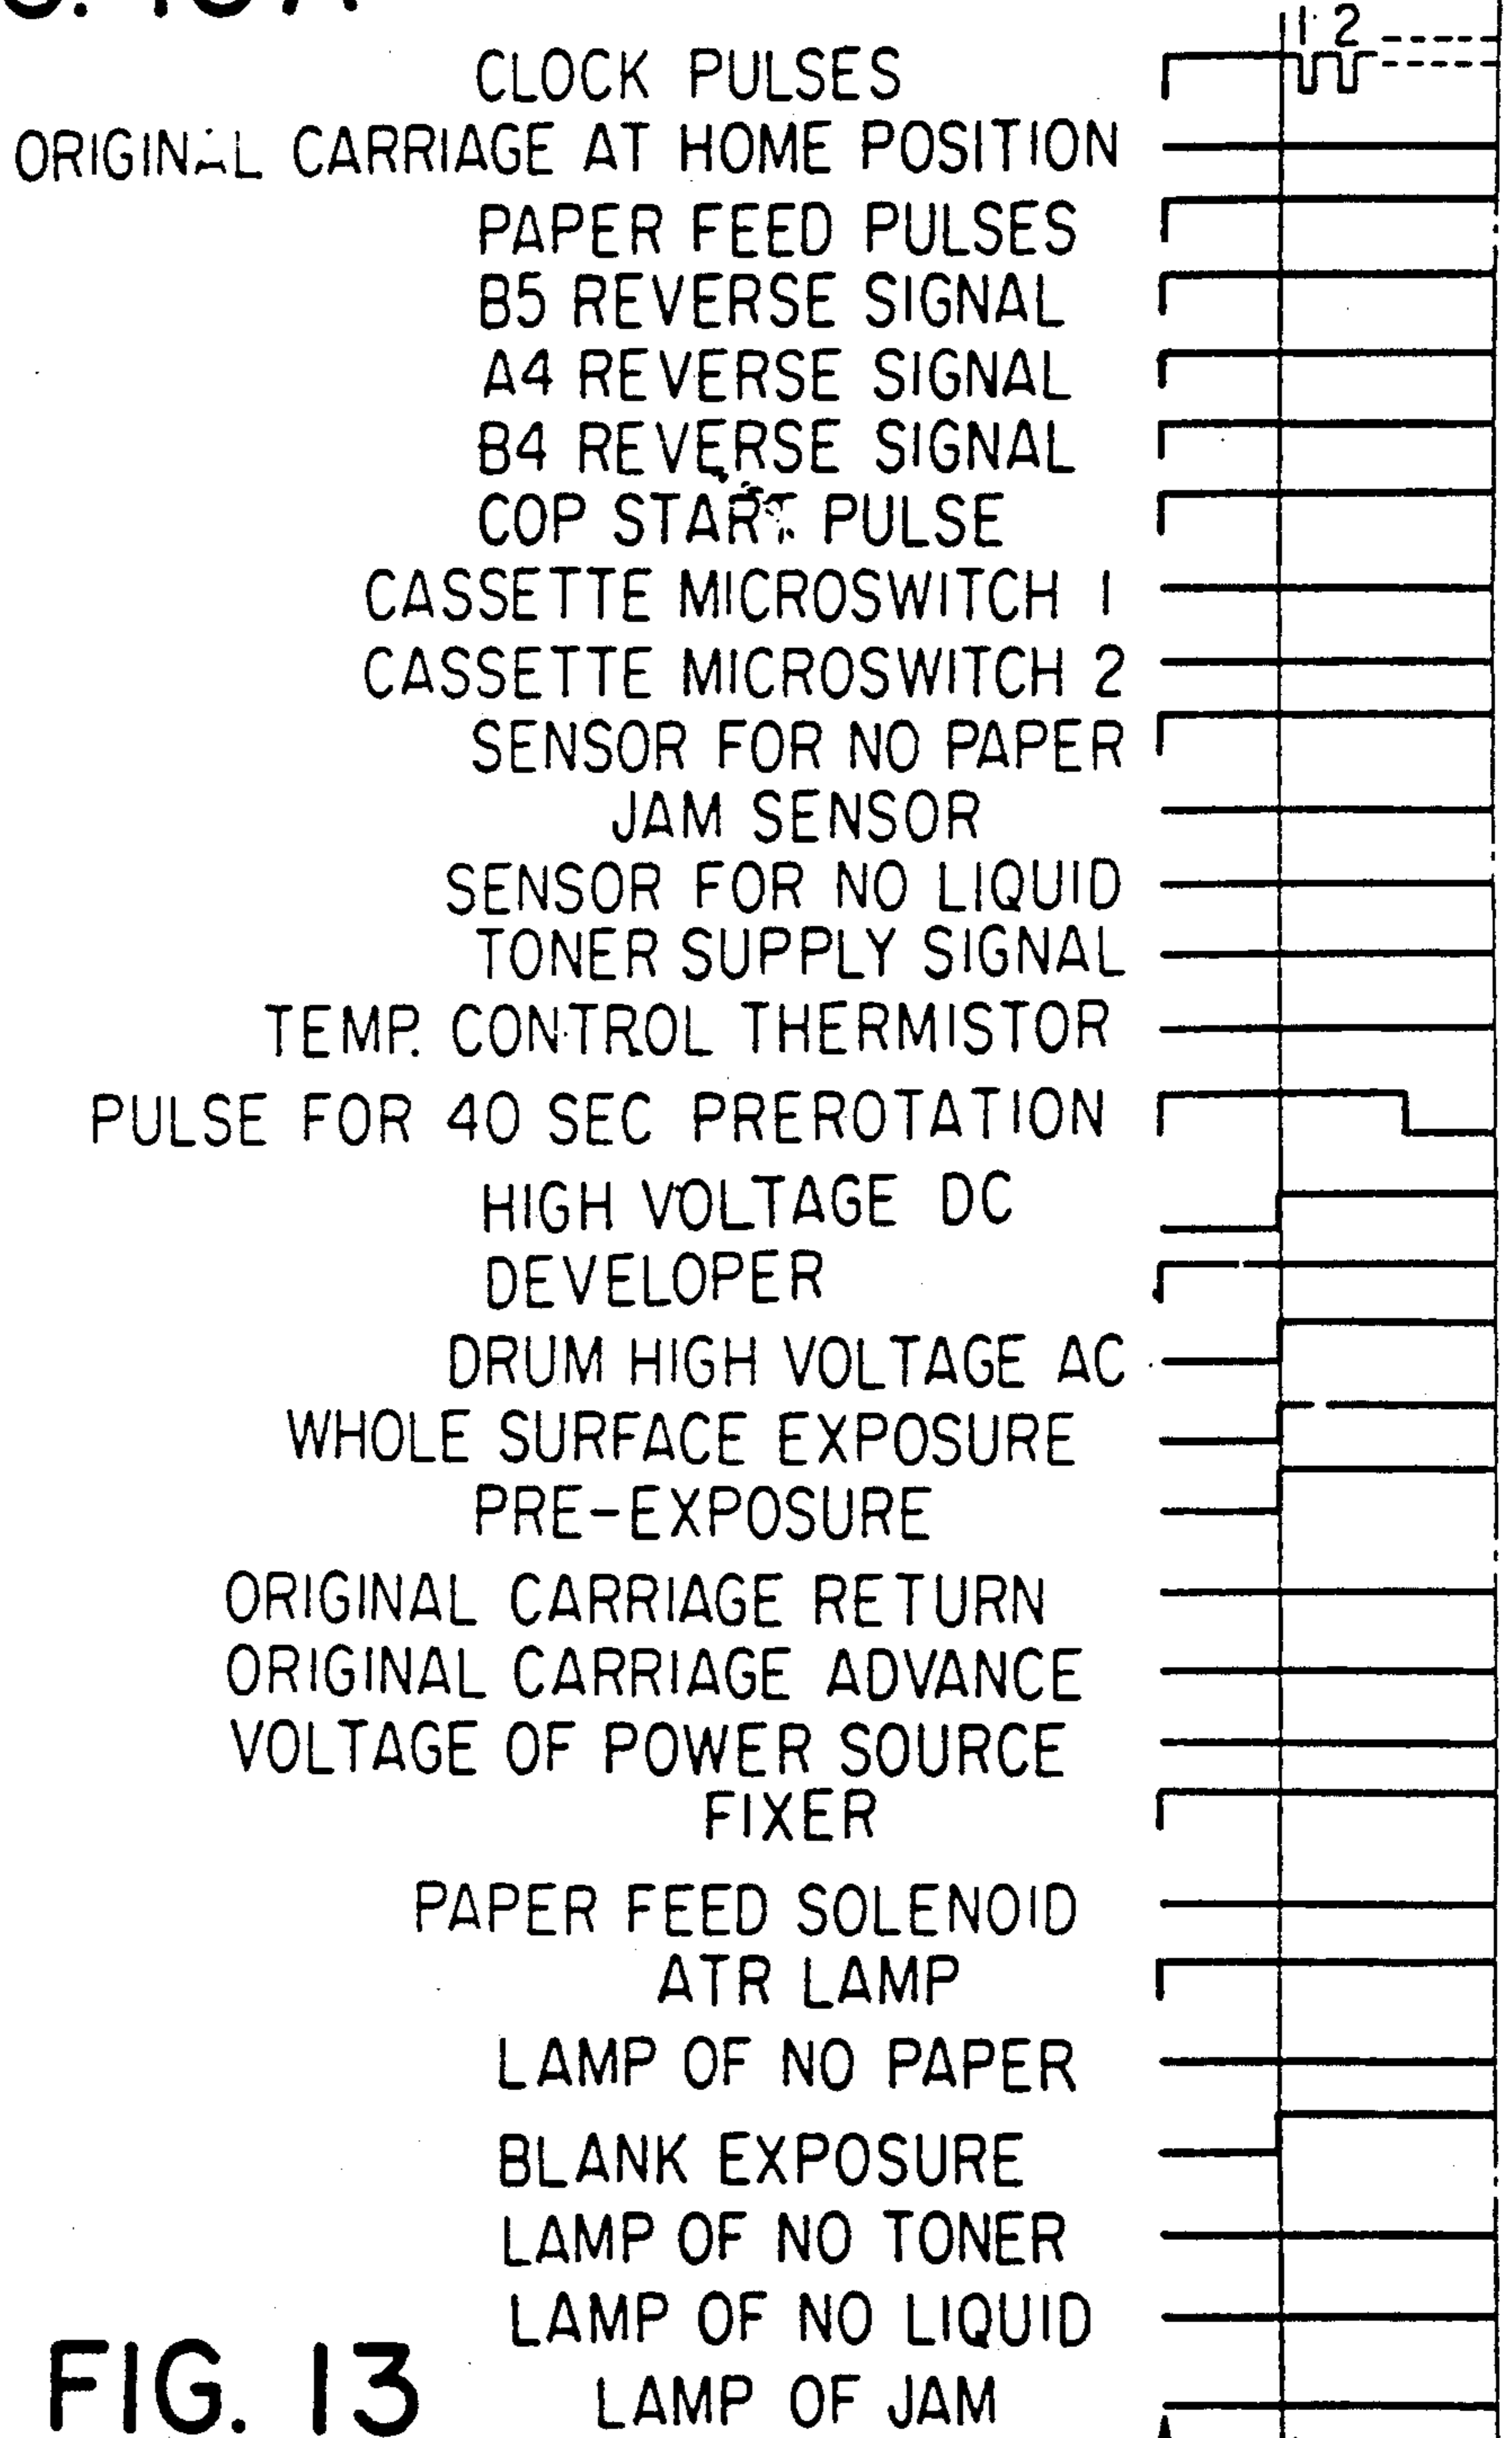 1 2
CLOCK PULSES
ORIGINAL CARRIAGE AT HOME POSITION
PAPER FEED PULSES
B5 REVERSE SIGNAL
A4 REVERSE SIGNAL
B4 REVERSE SIGNAL
COP START PULSE
CASSETTE MICROSWITCH 1
CASSETTE MICROSWITCH 2
SENSOR FOR NO PAPER
JAM SENSOR
SENSOR FOR NO LIQUID
TONER SUPPLY SIGNAL
TEMP. CONTROL THERMISTOR
PULSE FOR 40 SEC PREROTATION
HIGH VOLTAGE DC
DEVELOPER
DRUM HIGH VOLTAGE AC
WHOLE SURFACE EXPOSURE
PRE-EXPOSURE
ORIGINAL CARRIAGE RETURN
ORIGINAL CARRIAGE ADVANCE
VOLTAGE OF POWER SOURCE
FIXER
PAPER FEED SOLENOID
ATR LAMP
LAMP OF NO PAPER
BLANK EXPOSURE
LAMP OF NO TONER
LAMP OF NO LIQUID
LAMP OF JAM
FIG. 13